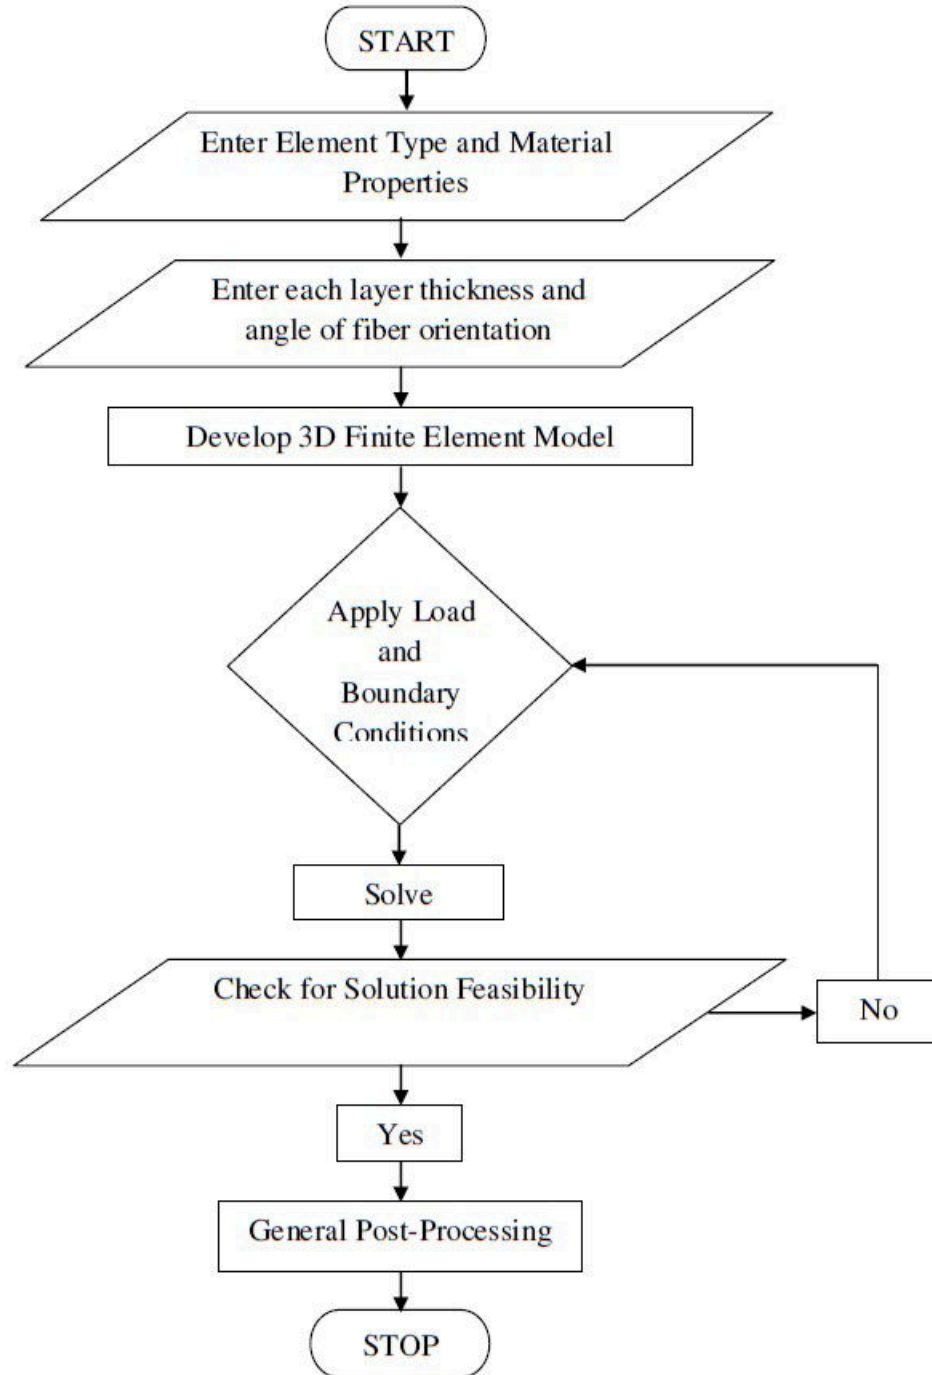 START
Enter Element Type and Material
Properties
Enter each layer thickness and
angle of fiber orientation
Develop 3D Finite Element Model
Apply Load
and
Boundary
Conditions
Solve
Check for Solution Feasibility
No
Yes
General Post-Processing
STOP